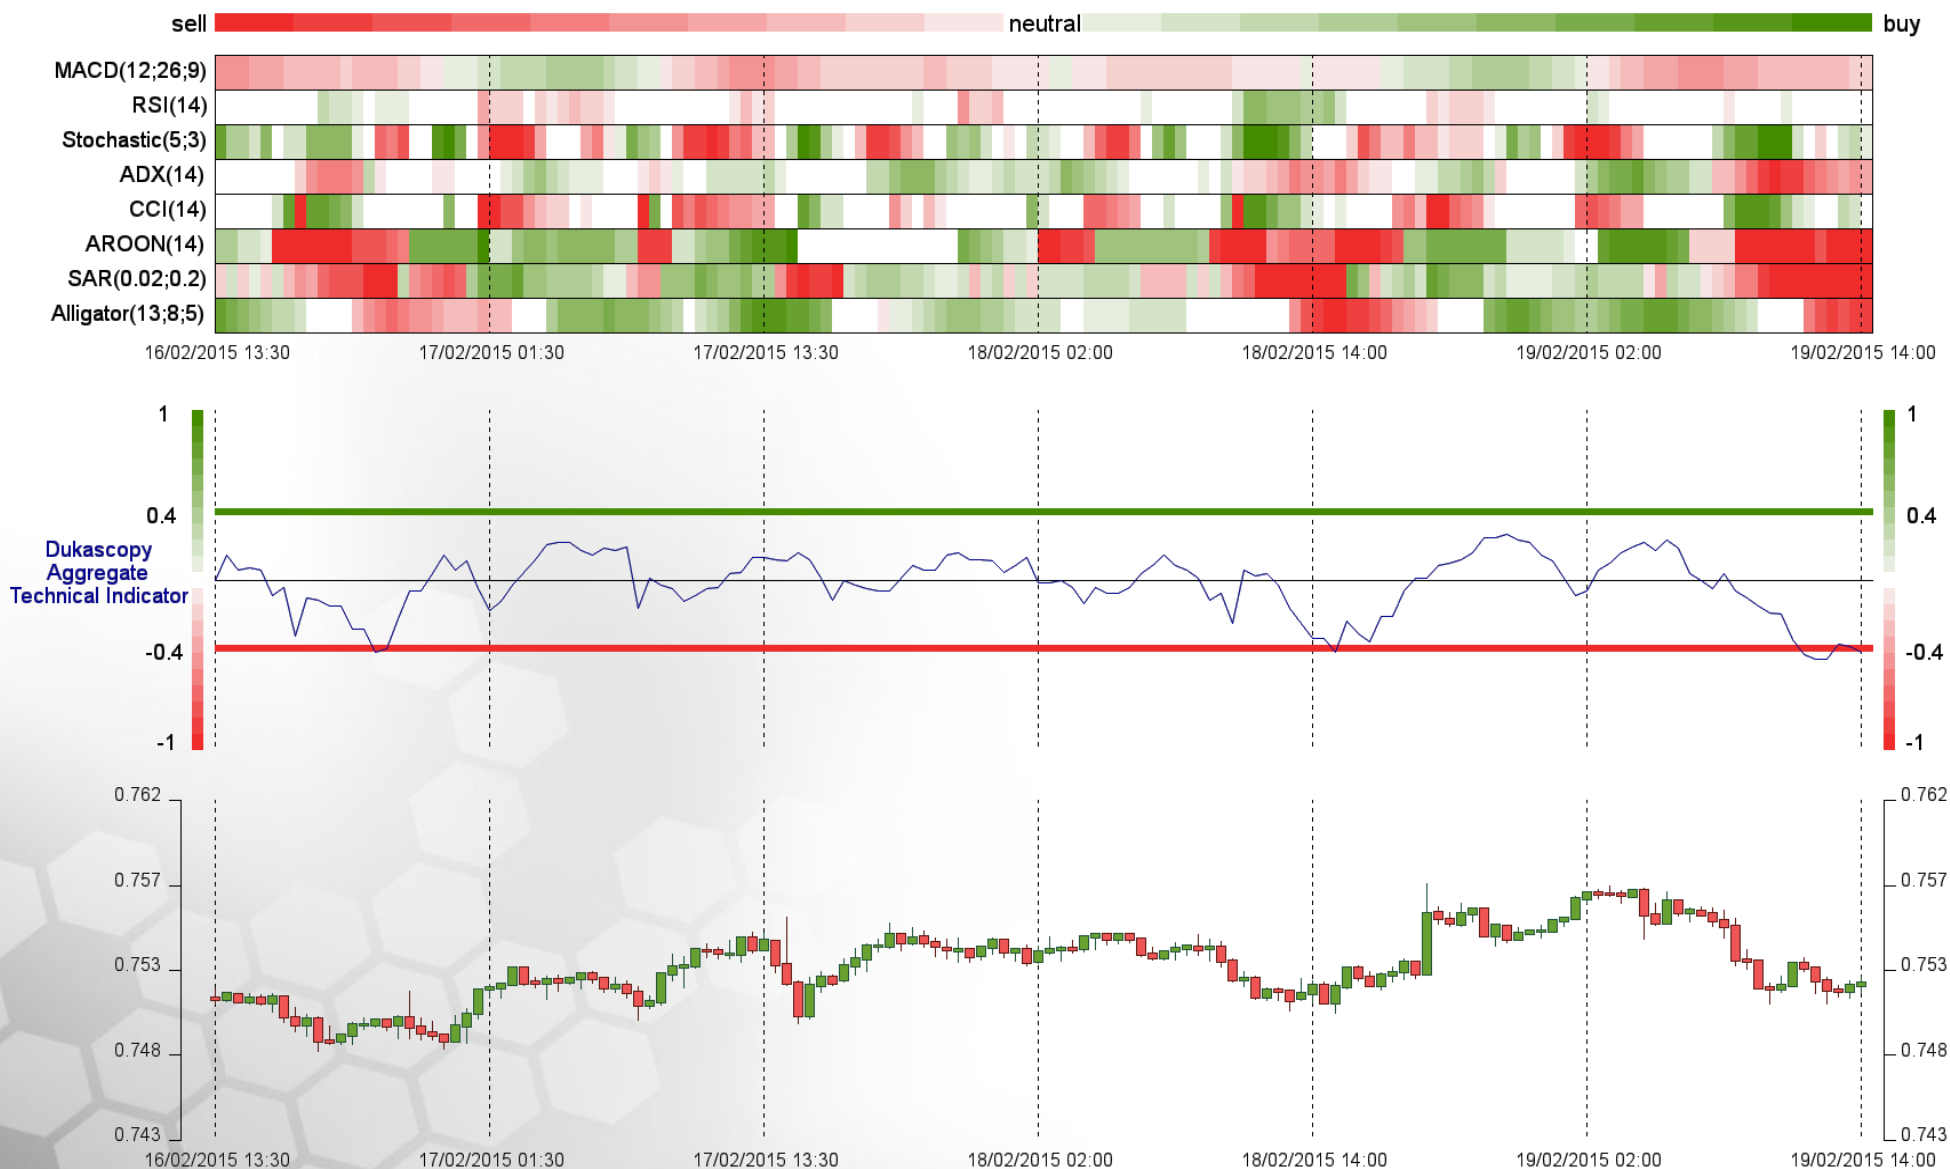 sell neutral buy
MACD(12;26;9)
RSI(14)
Stochastic(5;3)
ADX(14)
CCI(14)
AROON(14)
SAR(0.02;0.2)
Alligator(13;8;5)
16/02/2015 13:30 17/02/2015 01:30 17/02/2015 13:30 18/02/2015 02:00 18/02/2015 14:00 19/02/2015 02:00 19/02/2015 14:00
1 1
0.4 0.4
Dukascopy
Aggregate
Technical Indicator
-0.4 -0.4
-1 -1
0.762 0.762
0.757 0.757
0.753 0.753
0.748 0.748
0.743 0.743
16/02/2015 13:30 17/02/2015 01:30 17/02/2015 13:30 18/02/2015 02:00 18/02/2015 14:00 19/02/2015 02:00 19/02/2015 14:00